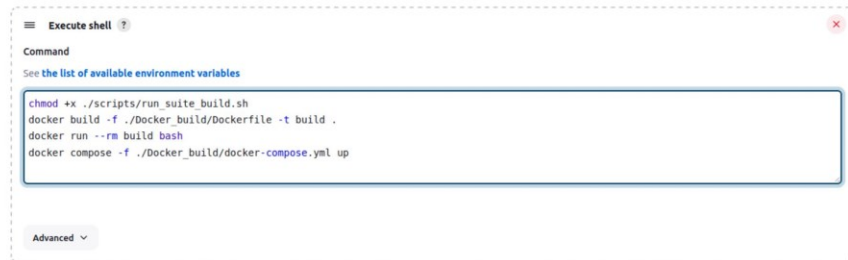 Execute shell ?
Command
See the list of available environment variables
chmod +x ./scripts/run_suite_build.sh
docker build -f ./Docker_build/Dockerfile -t build .
docker run --rm build bash
docker compose -f ./Docker_build/docker-compose.yml up
Advanced